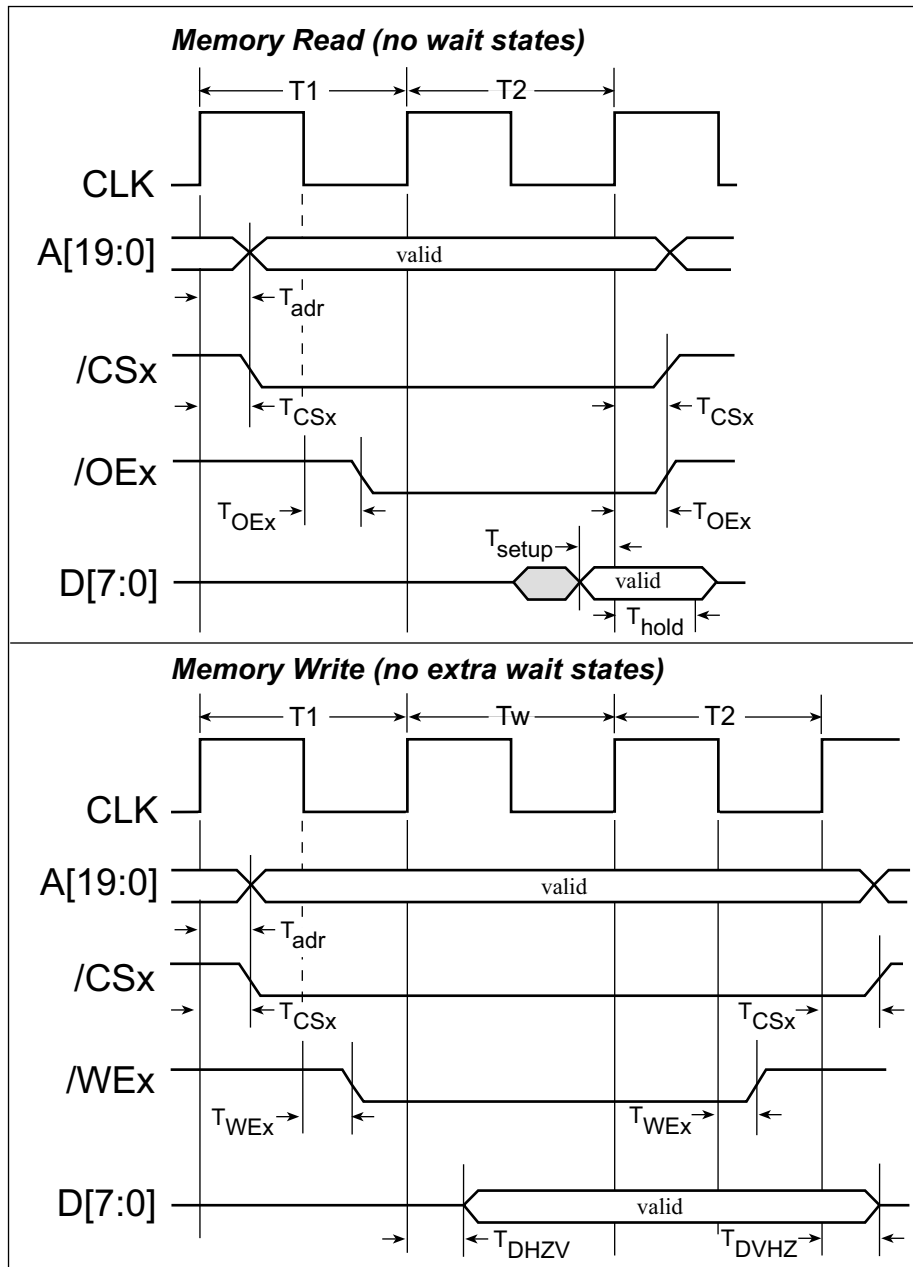 Memory Read (no wait states)
T1 T2
CLK
A[19:0] valid
Tadr
/CSx
TCSx TCSx
/OEx
TOEx TOEx
Tsetup
D[7:0] valid
Thold
Memory Write (no extra wait states)
T1 Tw T2
CLK
A[19:0] valid
Tadr
/CSx
TCSx TCSx
/WEx
TWEx TWEx
D[7:0] valid
TDHZV TDVHZ